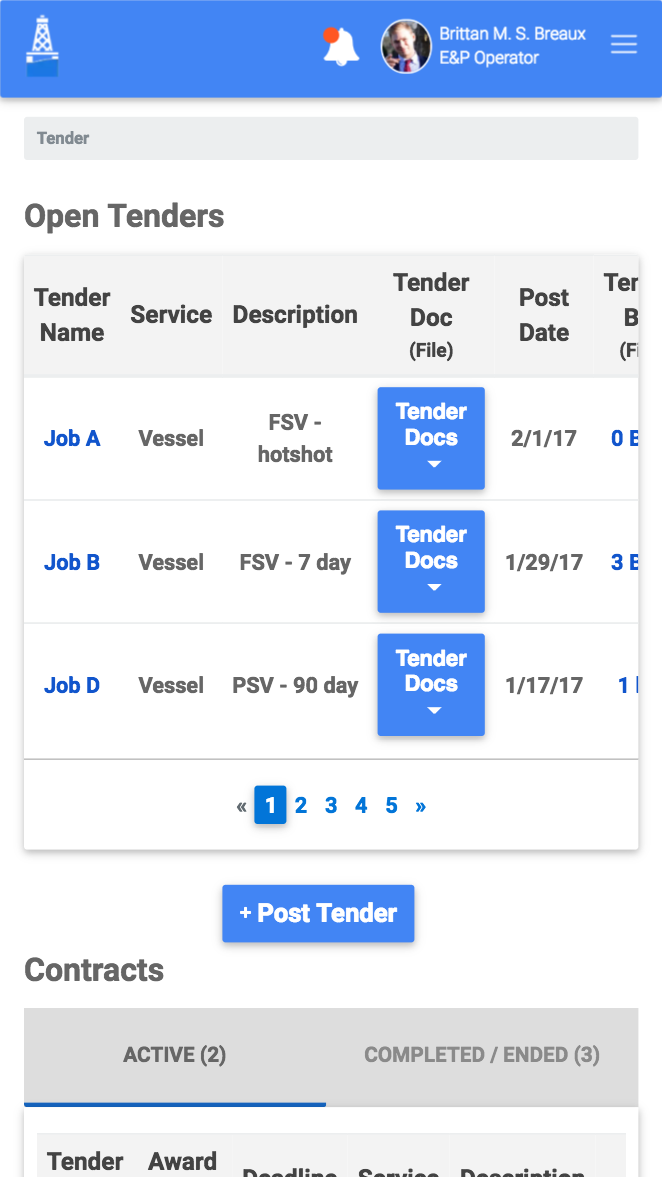 Brittan M. S. Breaux
E&P Operator
Tender
Open Tenders
Tender Name
Service
Description
Tender Doc (File)
Post Date
Job A
Vessel
FSV - hotshot
Tender Docs
2/1/17
0
Job B
Vessel
FSV - 7 day
Tender Docs
1/29/17
3
Job D
Vessel
PSV - 90 day
Tender Docs
1/17/17
1
« 1 2 3 4 5 »
+ Post Tender
Contracts
ACTIVE (2)
COMPLETED / ENDED (3)
Tender
Award
Deadline
Service
Description